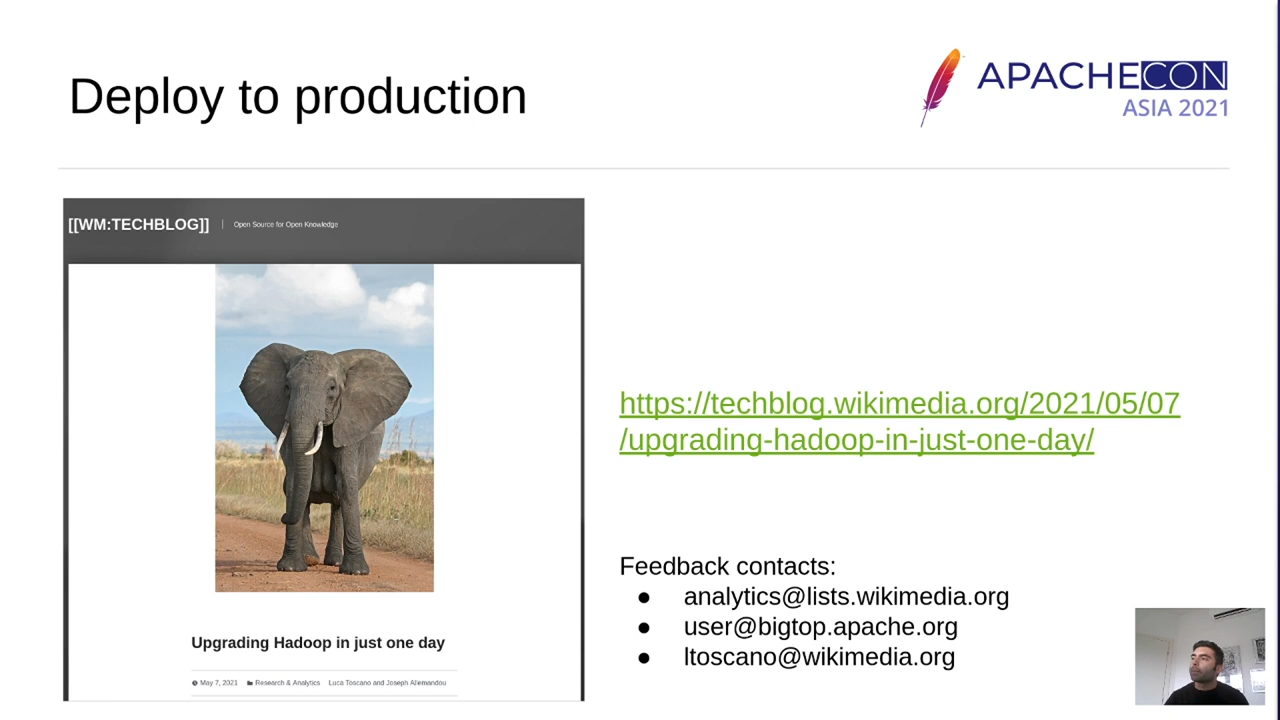 Deploy to production
APACHECON
ASIA 2021
[[WM:TECHBLOG]] | Open Source for Open Knowledge
Upgrading Hadoop in just one day
May 7, 2021 Research & Analytics Luca Toscano and Joseph Allemandou
https://techblog.wikimedia.org/2021/05/07
/upgrading-hadoop-in-just-one-day/
Feedback contacts:
● analytics@lists.wikimedia.org
● user@bigtop.apache.org
● ltoscano@wikimedia.org